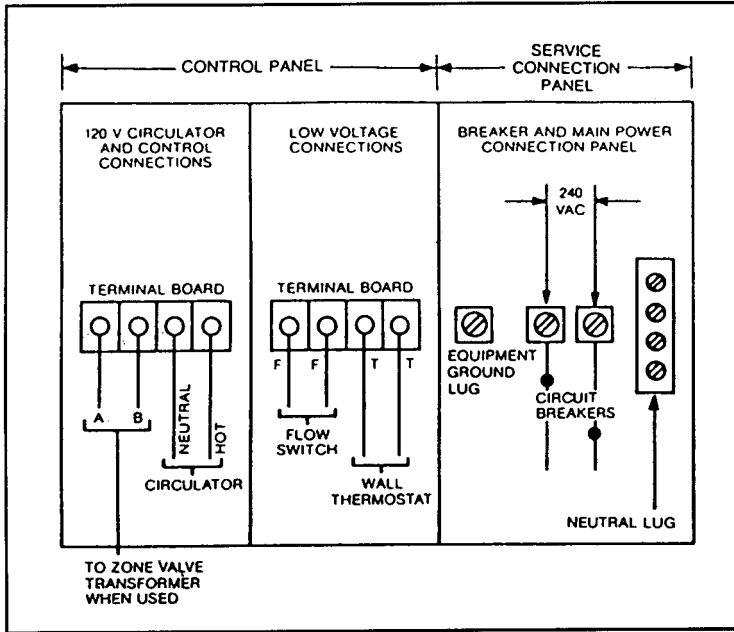 CONTROL PANEL
SERVICE
CONNECTION
PANEL
120 V CIRCULATOR
AND CONTROL
CONNECTIONS
LOW VOLTAGE
CONNECTIONS
BREAKER AND MAIN POWER
CONNECTION PANEL
240
VAC
TERMINAL BOARD
TERMINAL BOARD
A
B
NEUTRAL
HOT
CIRCULATOR
F
F
T
T
FLOW
SWITCH
WALL
THERMOSTAT
EQUIPMENT
GROUND
LUG
CIRCUIT
BREAKERS
NEUTRAL LUG
TO ZONE VALVE
TRANSFORMER
WHEN USED